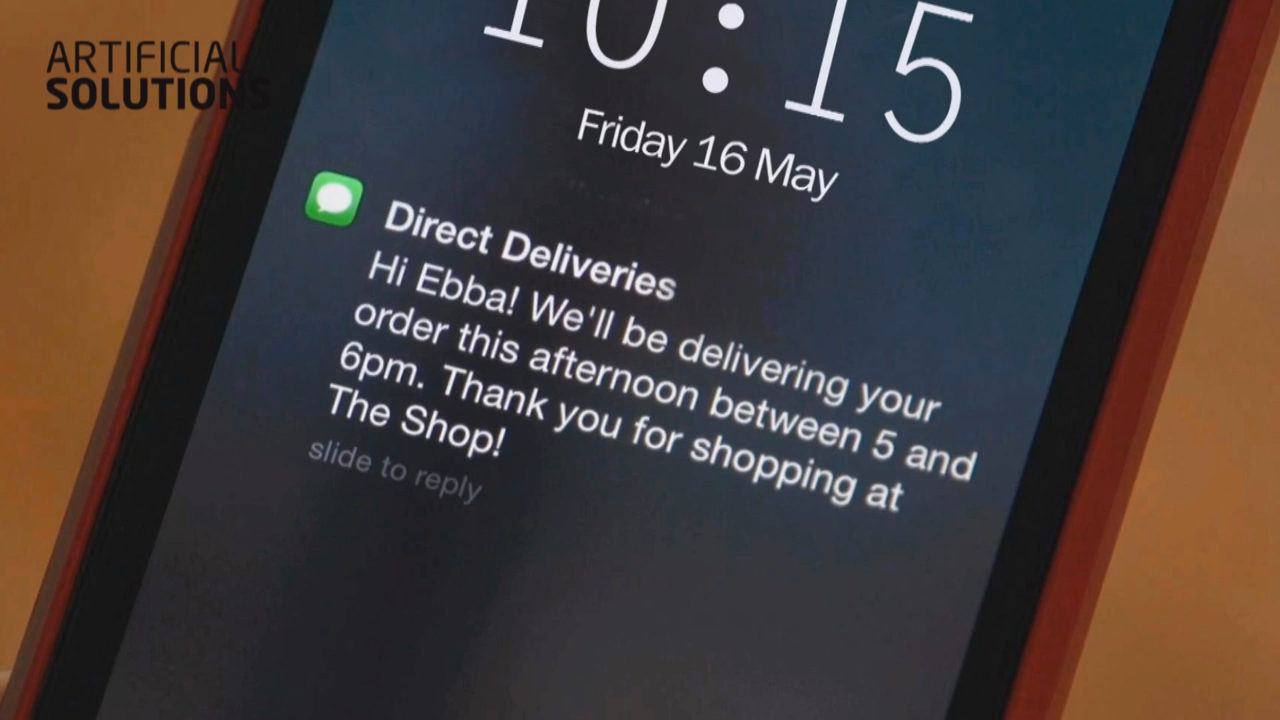 ARTIFICIAL
SOLUTIONS
10:15
Friday 16 May
Direct Deliveries
Hi Ebba! We'll be delivering your
order this afternoon between 5 and
6pm. Thank you for shopping at
The Shop!
slide to reply